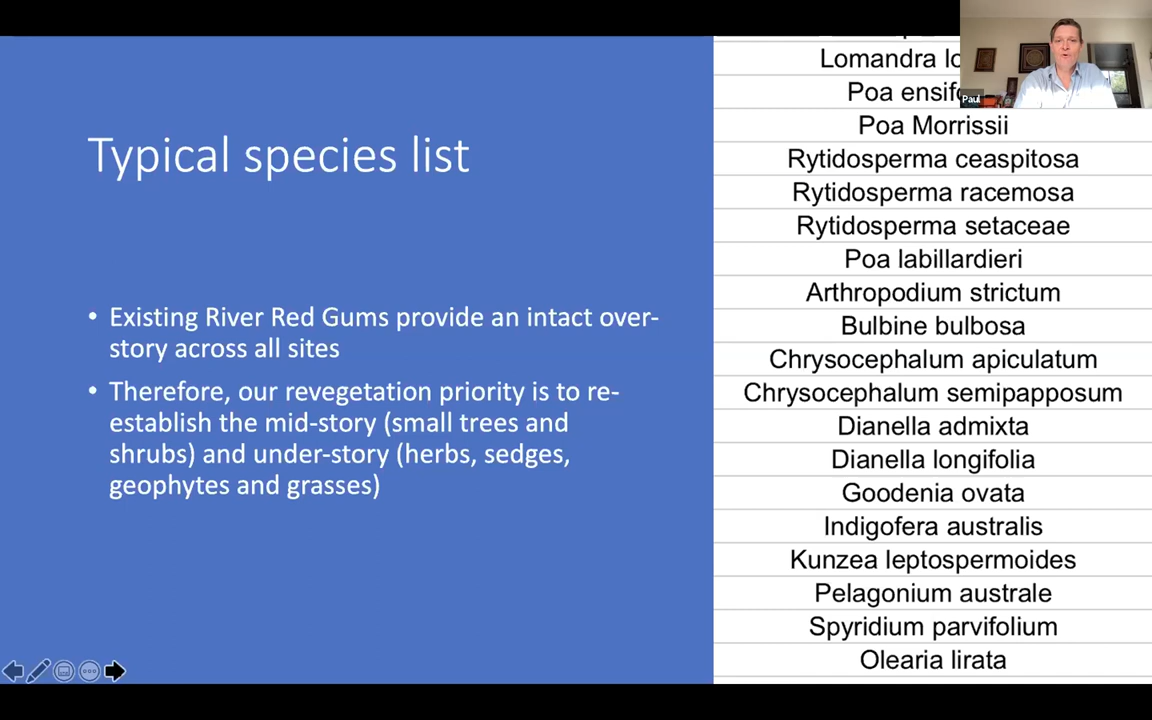 Typical species list
• Existing River Red Gums provide an intact over-
story across all sites
• Therefore, our revegetation priority is to re-
establish the mid-story (small trees and
shrubs) and under-story (herbs, sedges,
geophytes and grasses)
Lomandra
Poa
Poa Morrissii
Rytidosperma ceaspitosa
Rytidosperma racemosa
Rytidosperma setaceae
Poa labillardieri
Arthropodium strictum
Bulbine bulbosa
Chrysocephalum apiculatum
Chrysocephalum semipapposum
Dianella admixta
Dianella longifolia
Goodenia ovata
Indigofera australis
Kunzea leptospermoides
Pelagonium australe
Spyridium parvifolium
Olearia lirata
Paul